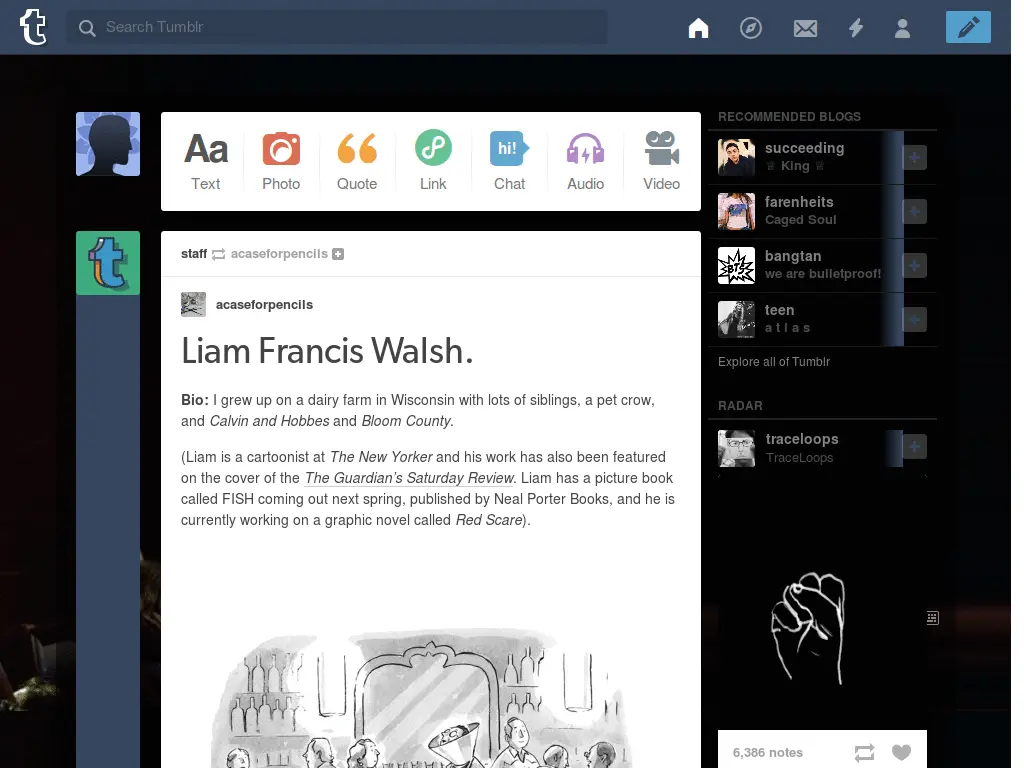 Search Tumblr
Aa
Text
Photo
Quote
Link
hi!
Chat
Audio
Video
staff acaseforpencils
acaseforpencils
Liam Francis Walsh.
Bio: I grew up on a dairy farm in Wisconsin with lots of siblings, a pet crow,
and Calvin and Hobbes and Bloom County.
(Liam is a cartoonist at The New Yorker and his work has also been featured
on the cover of the The Guardian’s Saturday Review. Liam has a picture book
called FISH coming out next spring, published by Neal Porter Books, and he is
currently working on a graphic novel called Red Scare).
RECOMMENDED BLOGS
succeeding
♕ King ♕
farenheits
Caged Soul
BTS
bangtan
we are bulletproof!
teen
a t l a s
Explore all of Tumblr
RADAR
traceloops
TraceLoops
6,386 notes